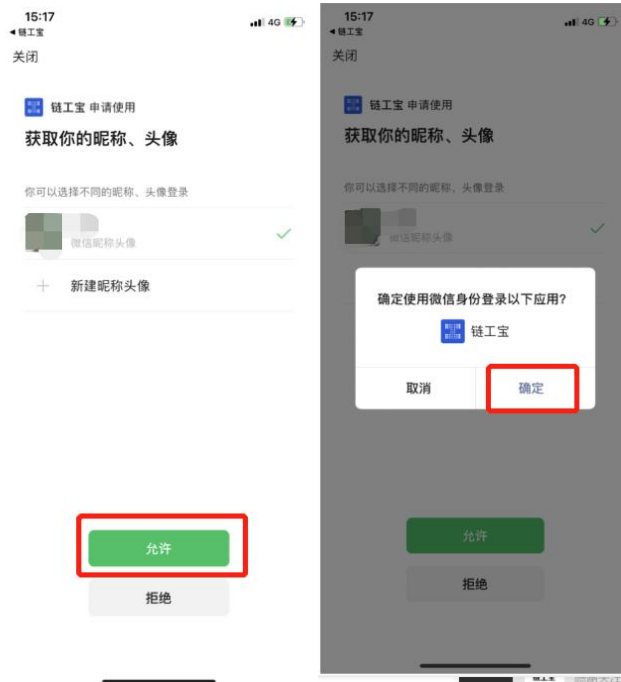 15:17
4G
链工宝
关闭
链工宝 申请使用
获取你的昵称、头像
你可以选择不同的昵称、头像登录
微信昵称头像
新建昵称头像
允许
拒绝
15:17
4G
链工宝
关闭
链工宝 申请使用
获取你的昵称、头像
你可以选择不同的昵称、头像登录
微信昵称头像
确定使用微信身份登录以下应用?
链工宝
取消
确定
允许
拒绝
链工宝